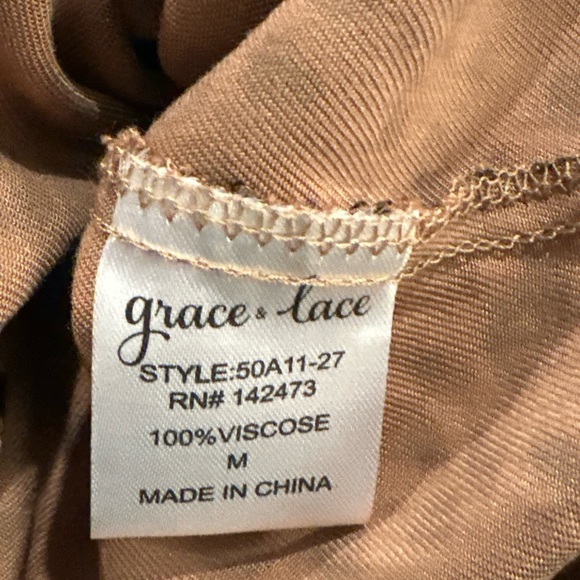 grace & lace
STYLE:50A11-27
RN# 142473
100%VISCOSE
M
MADE IN CHINA